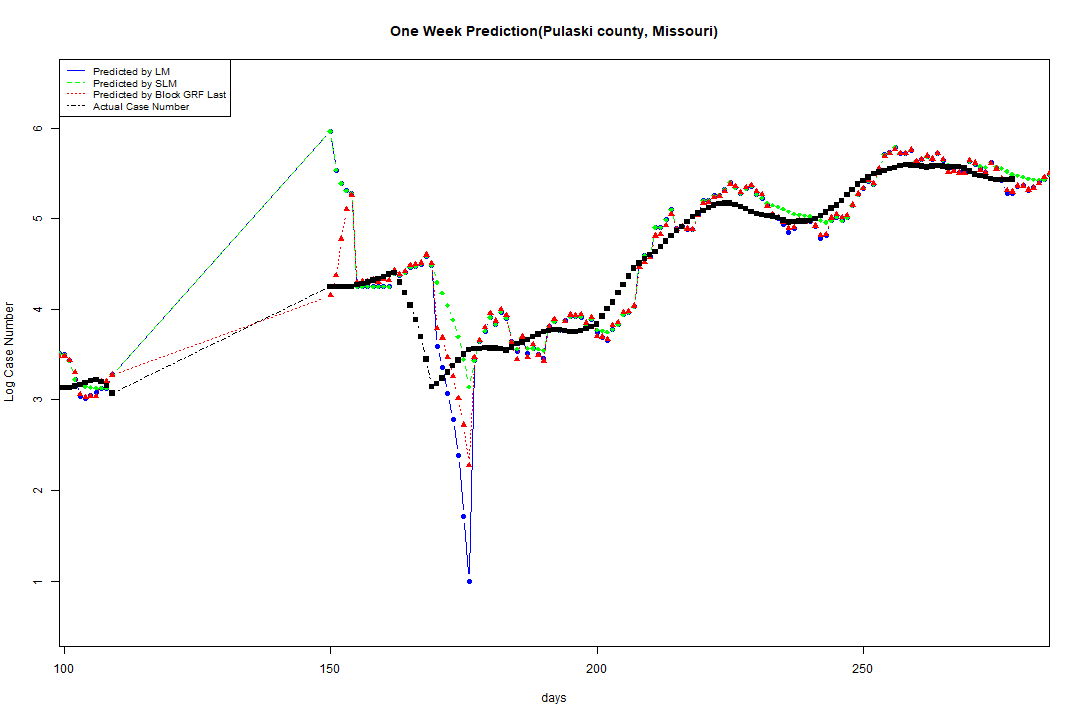 One Week Prediction(Pulaski county, Missouri)
Predicted by LM
Predicted by SLM
Predicted by Block GRF Last
Actual Case Number
6
5
4
3
2
1
Log Case Number
100 150 200 250
days